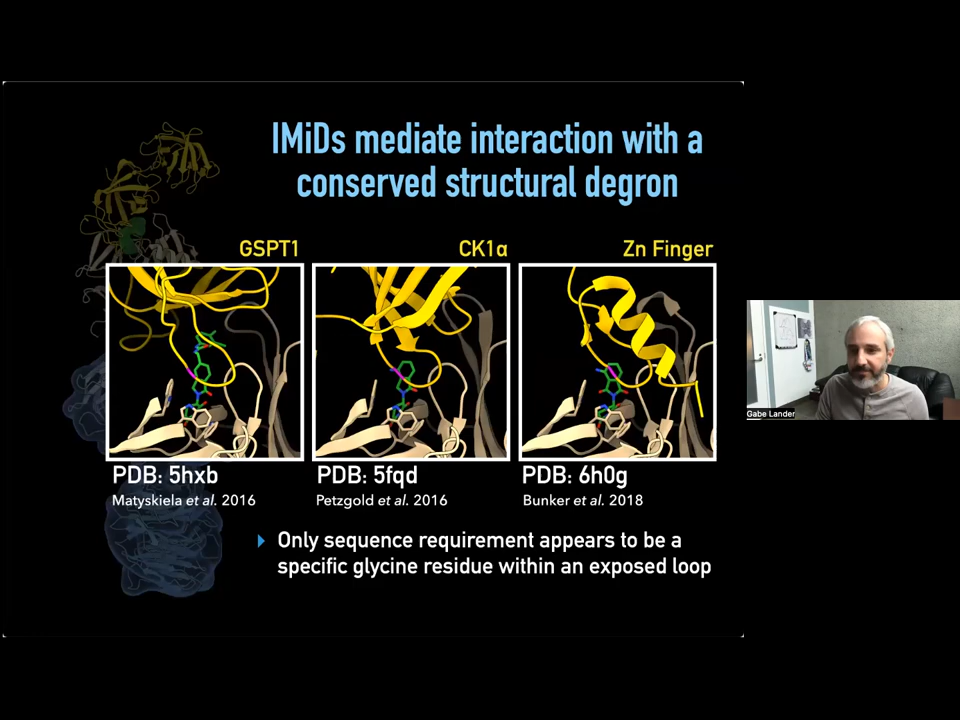 IMiDs mediate interaction with a
conserved structural degron
GSPT1
CK1α
Zn Finger
PDB: 5hxb
PDB: 5fqd
PDB: 6h0g
Matyskiela et al. 2016
Petzgold et al. 2016
Bunker et al. 2018
Only sequence requirement appears to be a
specific glycine residue within an exposed loop
Gabe Lander